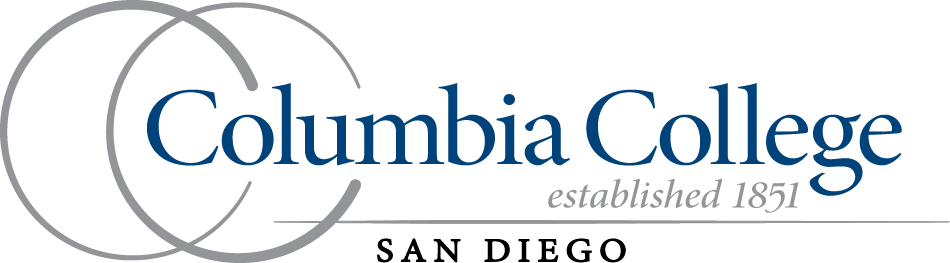 Columbia College
established 1851
SAN DIEGO